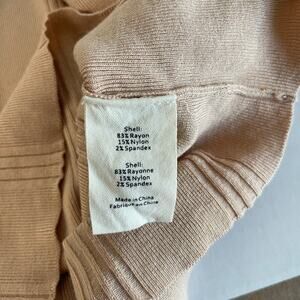 Shell:
83% Rayon
15% Nylon
2% Spandex
Shell:
83% Rayonne
15% Nylon
2% Spandex
Made in China
Fabriqué en Chine